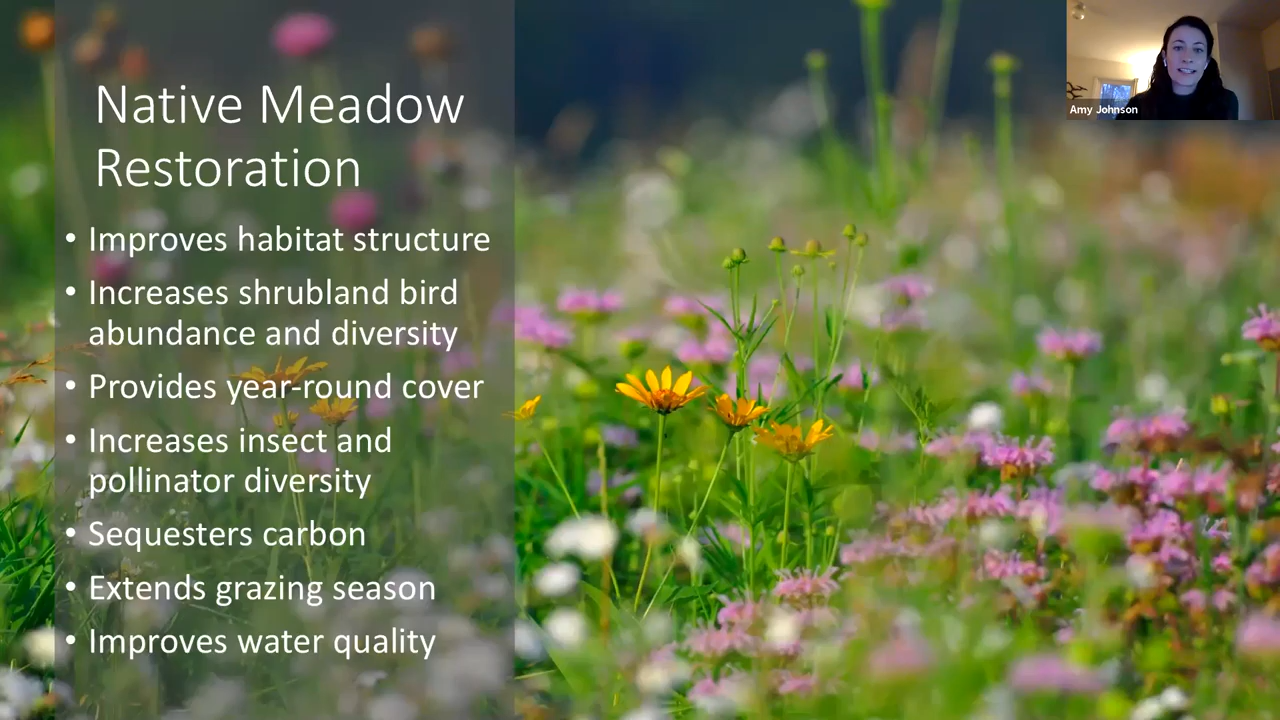 Native Meadow
Restoration
• Improves habitat structure
• Increases shrubland bird
abundance and diversity
• Provides year-round cover
• Increases insect and
pollinator diversity
• Sequesters carbon
• Extends grazing season
• Improves water quality
Amy Johnson